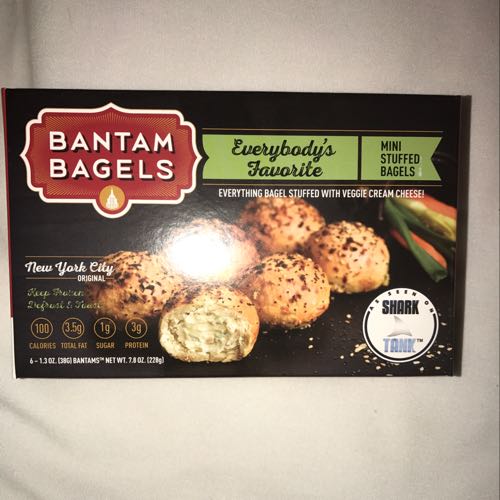 BANTAM
BAGELS
Everybody's
Favorite
MINI
STUFFED
BAGELS
EVERYTHING BAGEL STUFFED WITH VEGGIE CREAM CHEESE!
New York City
ORIGINAL
Keep Frozen
Defrost & Toast
100
CALORIES
3.5g
TOTAL FAT
1g
SUGAR
3g
PROTEIN
6 – 1.3 OZ. (38G) BANTAMS™ NET WT. 7.8 OZ. (228g)
AS SEEN ON
SHARK
TANK™